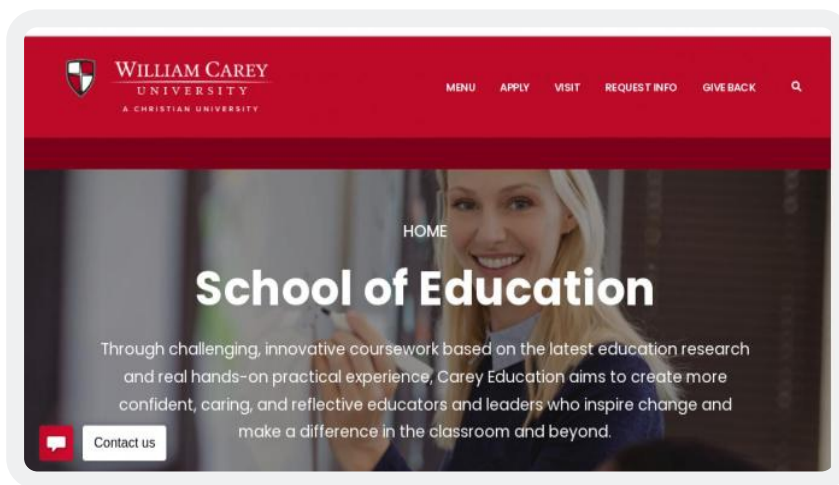 WILLIAM CAREY
UNIVERSITY
A CHRISTIAN UNIVERSITY
MENU APPLY VISIT REQUEST INFO GIVE BACK
HOME
School of Education
Through challenging, innovative coursework based on the latest education research
and real hands-on practical experience, Carey Education aims to create more
confident, caring, and reflective educators and leaders who inspire change and
make a difference in the classroom and beyond.
Contact us